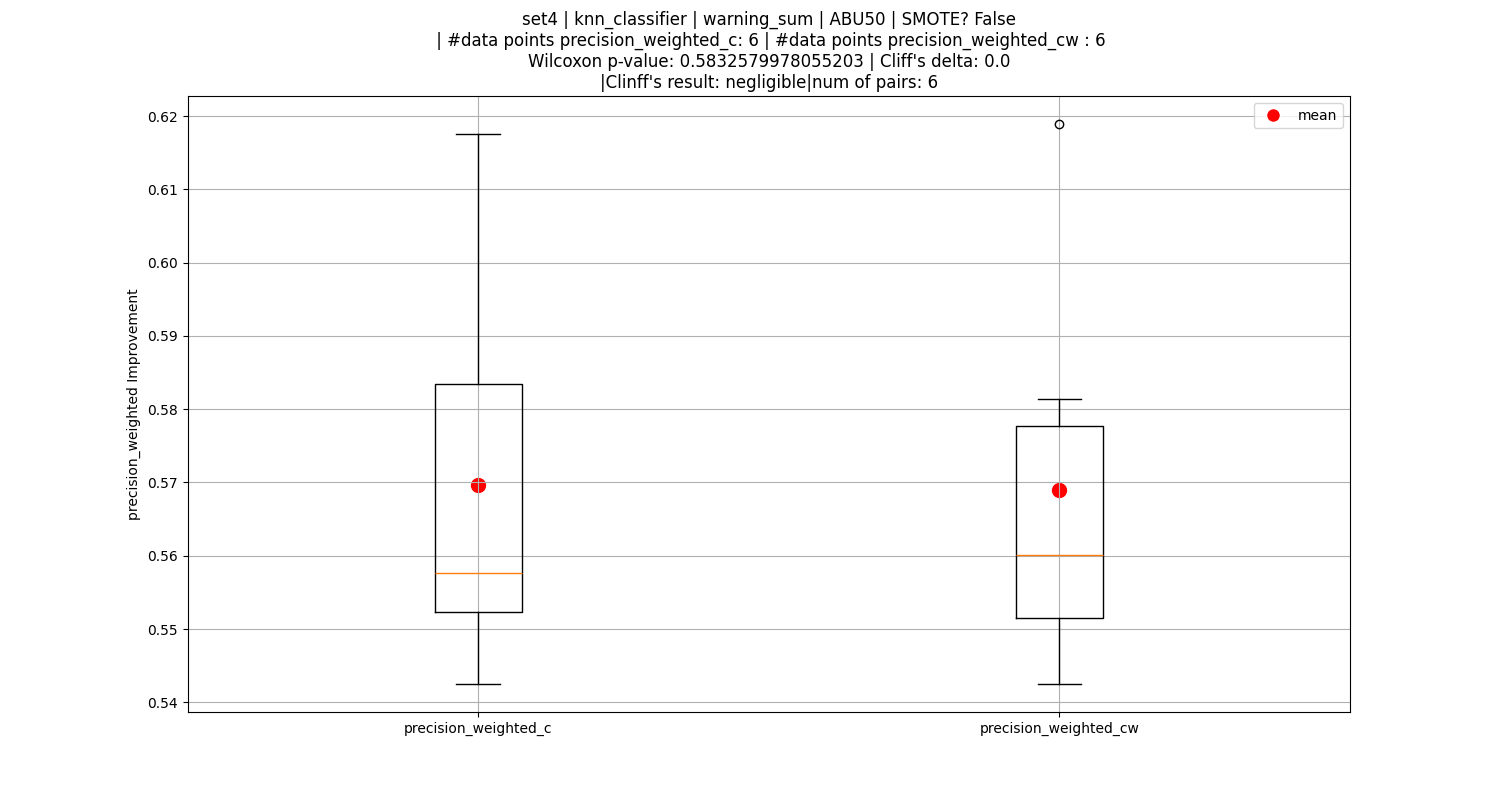 set4 | knn_classifier | warning_sum | ABU50 | SMOTE? False
| #data points precision_weighted_c: 6 | #data points precision_weighted_cw : 6
Wilcoxon p-value: 0.5832579978055203 | Cliff's delta: 0.0
|Clinff's result: negligible|num of pairs: 6
mean
0.62
0.61
0.60
0.59
0.58
0.57
0.56
0.55
0.54
precision_weighted Improvement
precision_weighted_c
precision_weighted_cw